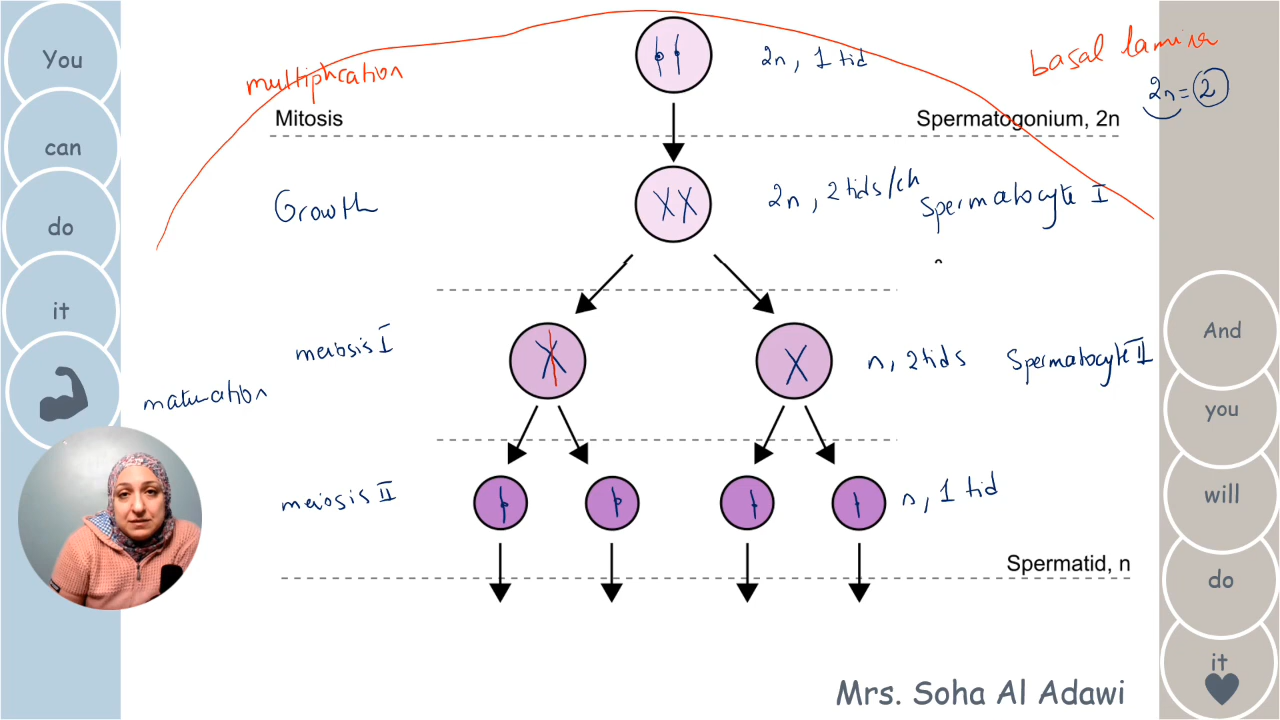 You
can
do
it
multiplication
2n, 1 tid
basal lamina
2n = 2
Mitosis
Spermatogonium, 2n
Growth
2n, 2 tids/ch
Spermatocyte I
meiosis I
n, 2 tids
Spermatocyte II
maturation
meiosis II
n, 1 tid
Spermatid, n
And
you
will
do
it
Mrs. Soha Al Adawi